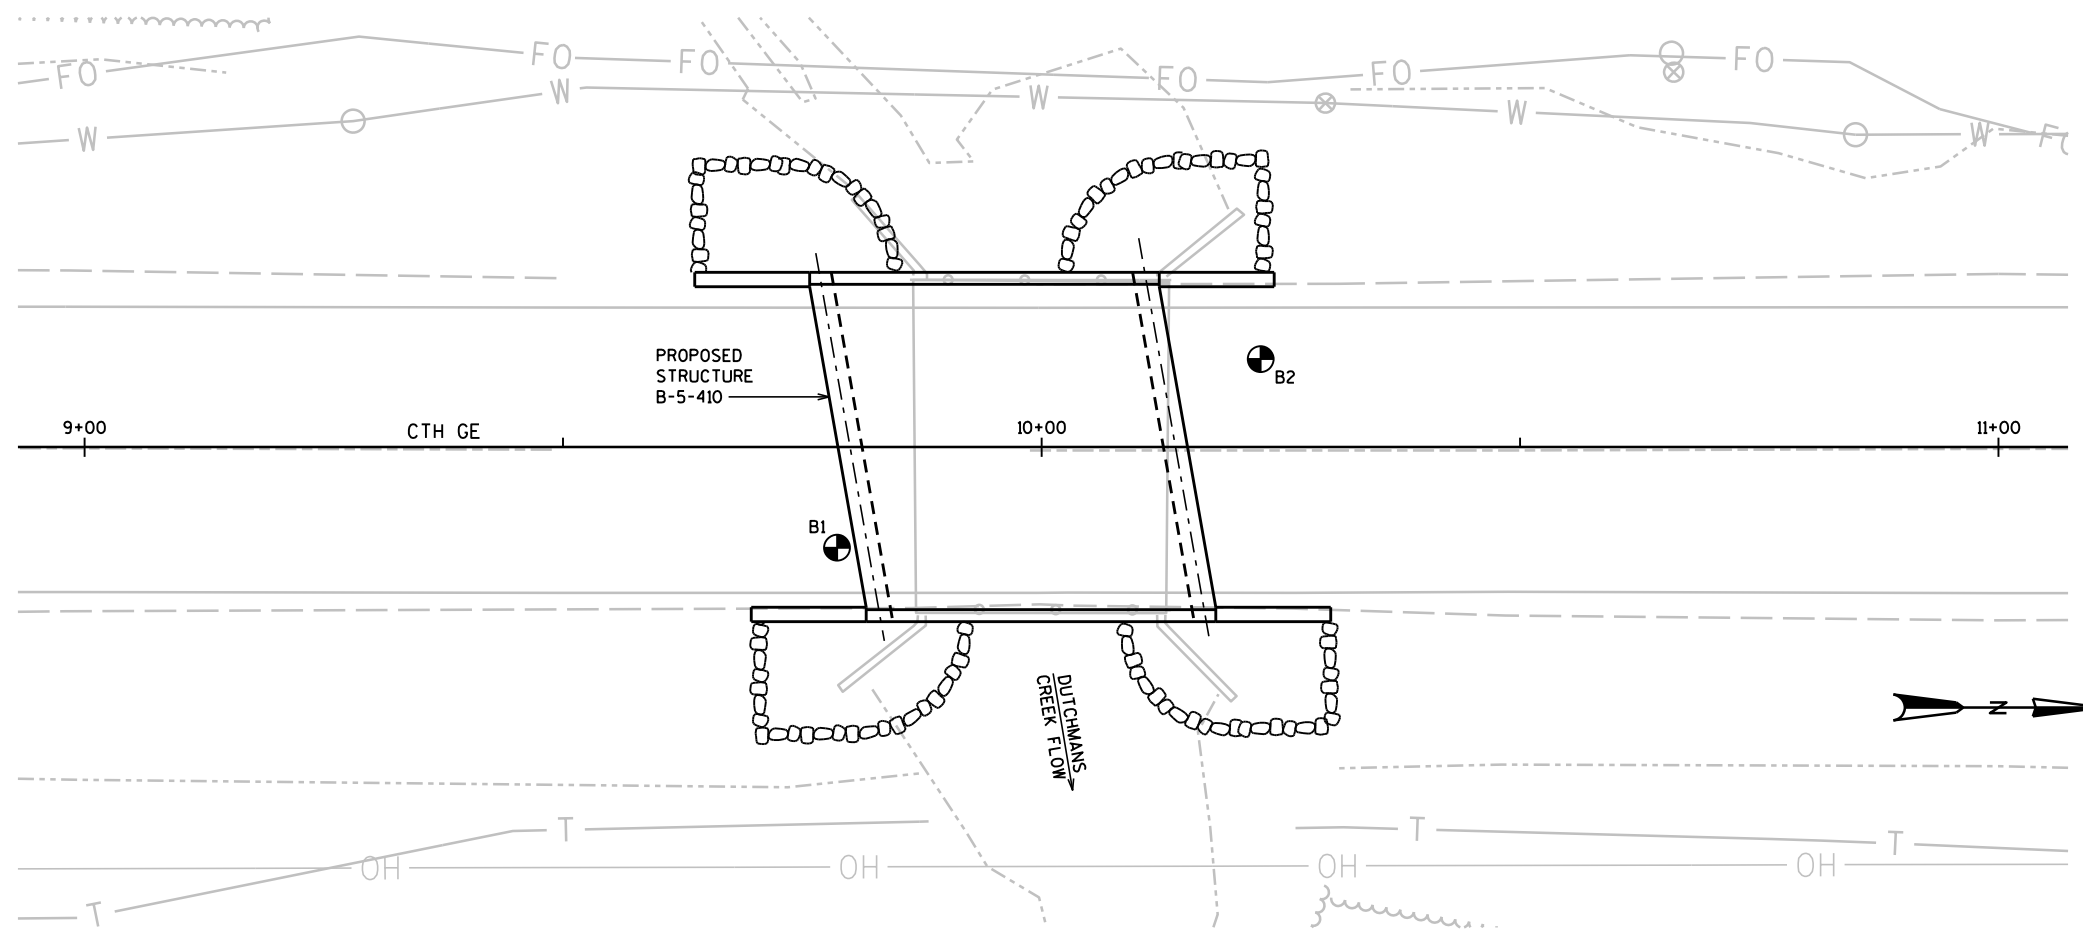 FO
FO
FO
FO
FO
FO
F
W
W
W
W
W
PROPOSED
STRUCTURE
B-5-410
B2
9+00
CTH GE
10+00
11+00
B1
DUTCHMANS
CREEK FLOW
N
T
T
T
OH
OH
OH
OH
T